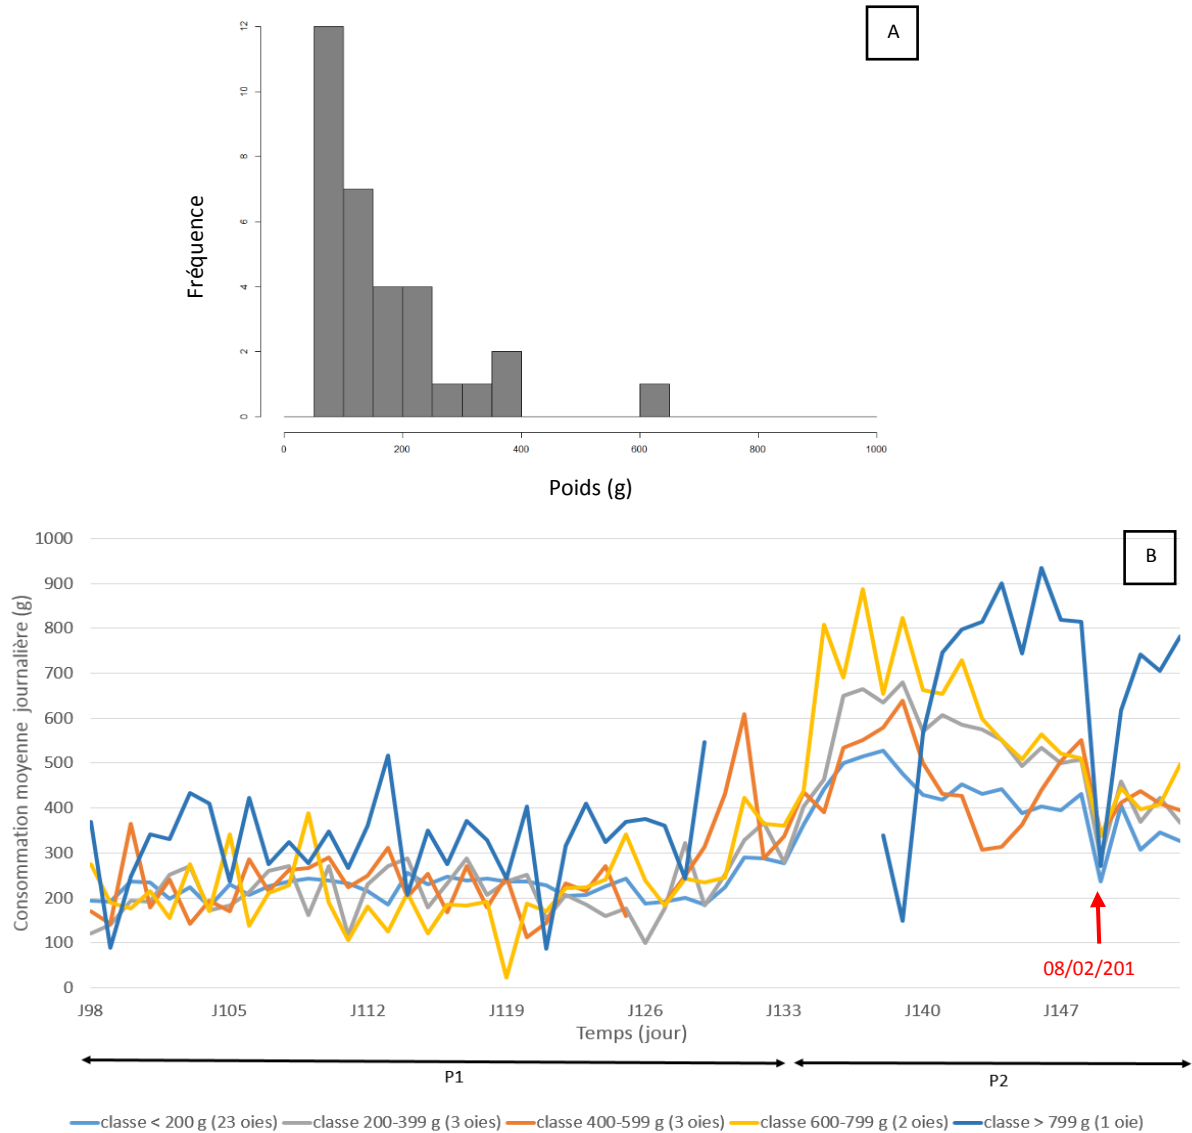 A
12
10
8
6
4
2
0
Fréquence
0 200 400 600 800 1000
Poids (g)
B
1000
900
800
700
600
500
400
300
200
100
0
Consommation moyenne journalière (g)
08/02/201
J98 J105 J112 J119 J126 J133 J140 J147
Temps (jour)
P1 P2
classe < 200 g (23 oies) classe 200-399 g (3 oies) classe 400-599 g (3 oies) classe 600-799 g (2 oies) classe > 799 g (1 oie)